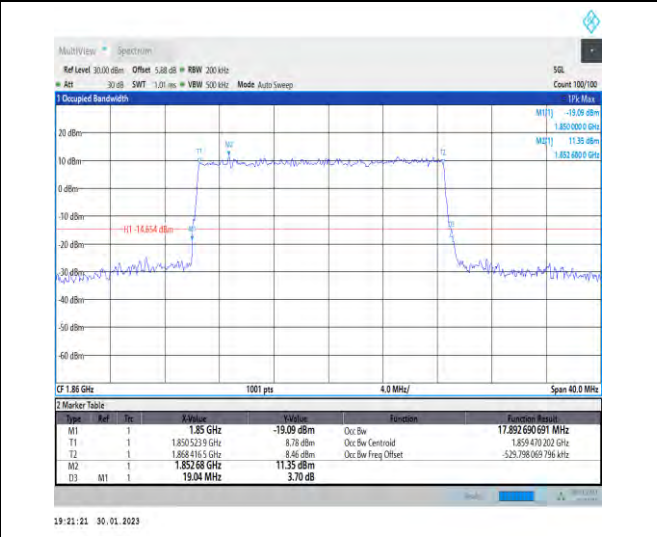 MultiView Spectrum
Ref Level 30.00 dBm Offset 5.88 dB RBW 200 kHz SGL
Att 30 dB SWT 1.01 ms VBW 500 kHz Mode Auto Sweep Count 100/100
1 Occupied Bandwidth 1Pk Max
M1[1] -19.09 dBm
1.850 000 0 GHz
M2[1] 11.35 dBm
1.852 680 0 GHz
20 dBm
T1 M2 T2
10 dBm
0 dBm
-10 dBm
H1 -14.654 dBm
-20 dBm
-30 dBm
-40 dBm
-50 dBm
-60 dBm
CF 1.86 GHz 1001 pts 4.0 MHz/ Span 40.0 MHz
2 Marker Table
Type Ref Trc X-Value Y-Value Function Function Result
M1 1 1.85 GHz -19.09 dBm Occ Bw 17.892 690 691 MHz
T1 1 1.850 523 9 GHz 8.78 dBm Occ Bw Centroid 1.859 470 202 GHz
T2 1 1.868 416 5 GHz 8.46 dBm Occ Bw Freq Offset -529.798 069 796 kHz
M2 1 1.852 68 GHz 11.35 dBm
D3 M1 1 19.04 MHz 3.70 dB
19:21:21 30.01.2023